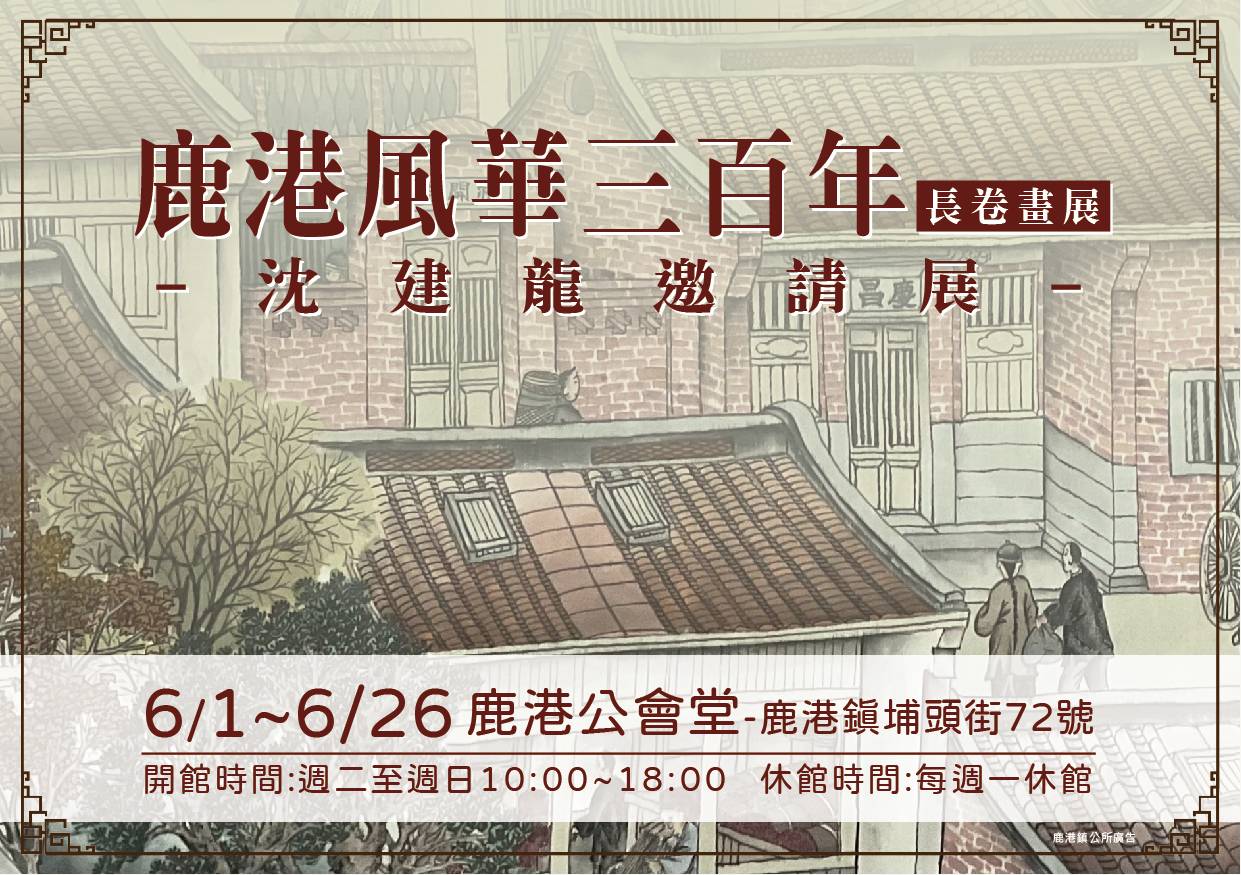 鹿港風華三百年 長卷畫展
– 沈建龍邀請展 –
昌慶
6/1~6/26 鹿港公會堂-鹿港鎮埔頭街72號
開館時間:週二至週日10:00~18:00 休館時間:每週一休館
鹿港鎮公所廣告